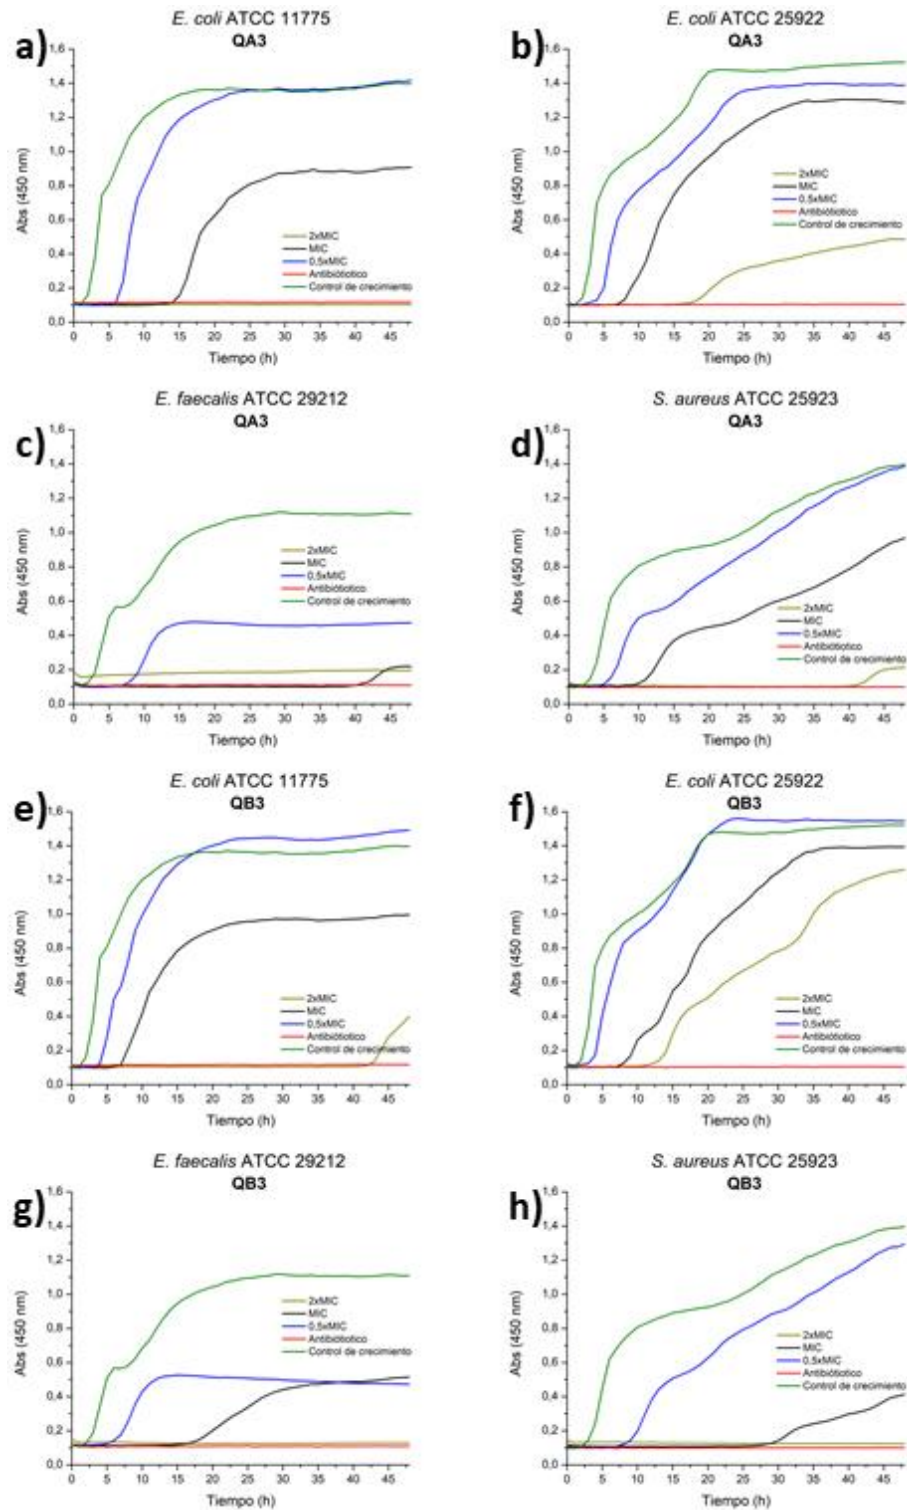 a)
E. coli ATCC 11775
QA3
1,6
1,4
1,2
1,0
0,8
0,6
0,4
0,2
0,0
Abs (450 nm)
2xMIC
MIC
0.5xMIC
Antibiótiotico
Control de crecimiento
0 5 10 15 20 25 30 35 40 45
Tiempo (h)
b)
E. coli ATCC 25922
QA3
1,6
1,4
1,2
1,0
0,8
0,6
0,4
0,2
0,0
Abs (450 nm)
2xMIC
MIC
0.5xMIC
Antibiótiotico
Control de crecimiento
0 5 10 15 20 25 30 35 40 45
Tiempo (h)
c)
E. faecalis ATCC 29212
QA3
1,6
1,4
1,2
1,0
0,8
0,6
0,4
0,2
0,0
Abs (450 nm)
2xMIC
MIC
0.5xMIC
Antibiótiotico
Control de crecimiento
0 5 10 15 20 25 30 35 40 45
Tiempo (h)
d)
S. aureus ATCC 25923
QA3
1,6
1,4
1,2
1,0
0,8
0,6
0,4
0,2
0,0
Abs (450 nm)
2xMIC
MIC
0.5xMIC
Antibiótiotico
Control de crecimiento
0 5 10 15 20 25 30 35 40 45
Tiempo (h)
e)
E. coli ATCC 11775
QB3
1,6
1,4
1,2
1,0
0,8
0,6
0,4
0,2
0,0
Abs (450 nm)
2xMIC
MIC
0.5xMIC
Antibiótiotico
Control de crecimiento
0 5 10 15 20 25 30 35 40 45
Tiempo (h)
f)
E. coli ATCC 25922
QB3
1,6
1,4
1,2
1,0
0,8
0,6
0,4
0,2
0,0
Abs (450 nm)
2xMIC
MIC
0.5xMIC
Antibiótiotico
Control de crecimiento
0 5 10 15 20 25 30 35 40 45
Tiempo (h)
g)
E. faecalis ATCC 29212
QB3
1,6
1,4
1,2
1,0
0,8
0,6
0,4
0,2
0,0
Abs (450 nm)
2xMIC
MIC
0.5xMIC
Antibiótiotico
Control de crecimiento
0 5 10 15 20 25 30 35 40 45
Tiempo (h)
h)
S. aureus ATCC 25923
QB3
1,6
1,4
1,2
1,0
0,8
0,6
0,4
0,2
0,0
Abs (450 nm)
2xMIC
MIC
0.5xMIC
Antibiótiotico
Control de crecimiento
0 5 10 15 20 25 30 35 40 45
Tiempo (h)